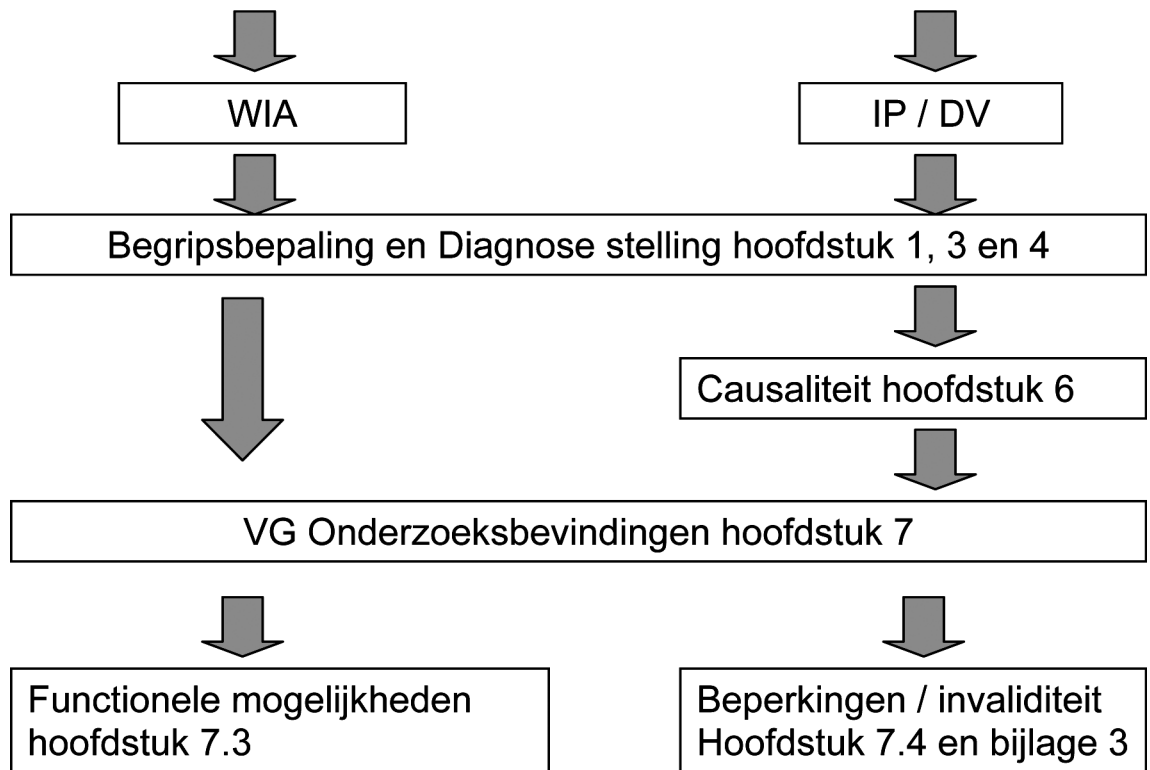 WIA
IP / DV
Begripsbepaling en Diagnose stelling hoofdstuk 1, 3 en 4
Causaliteit hoofdstuk 6
VG Onderzoeksbevindingen hoofdstuk 7
Functionele mogelijkheden
hoofdstuk 7.3
Beperkingen / invaliditeit
Hoofdstuk 7.4 en bijlage 3